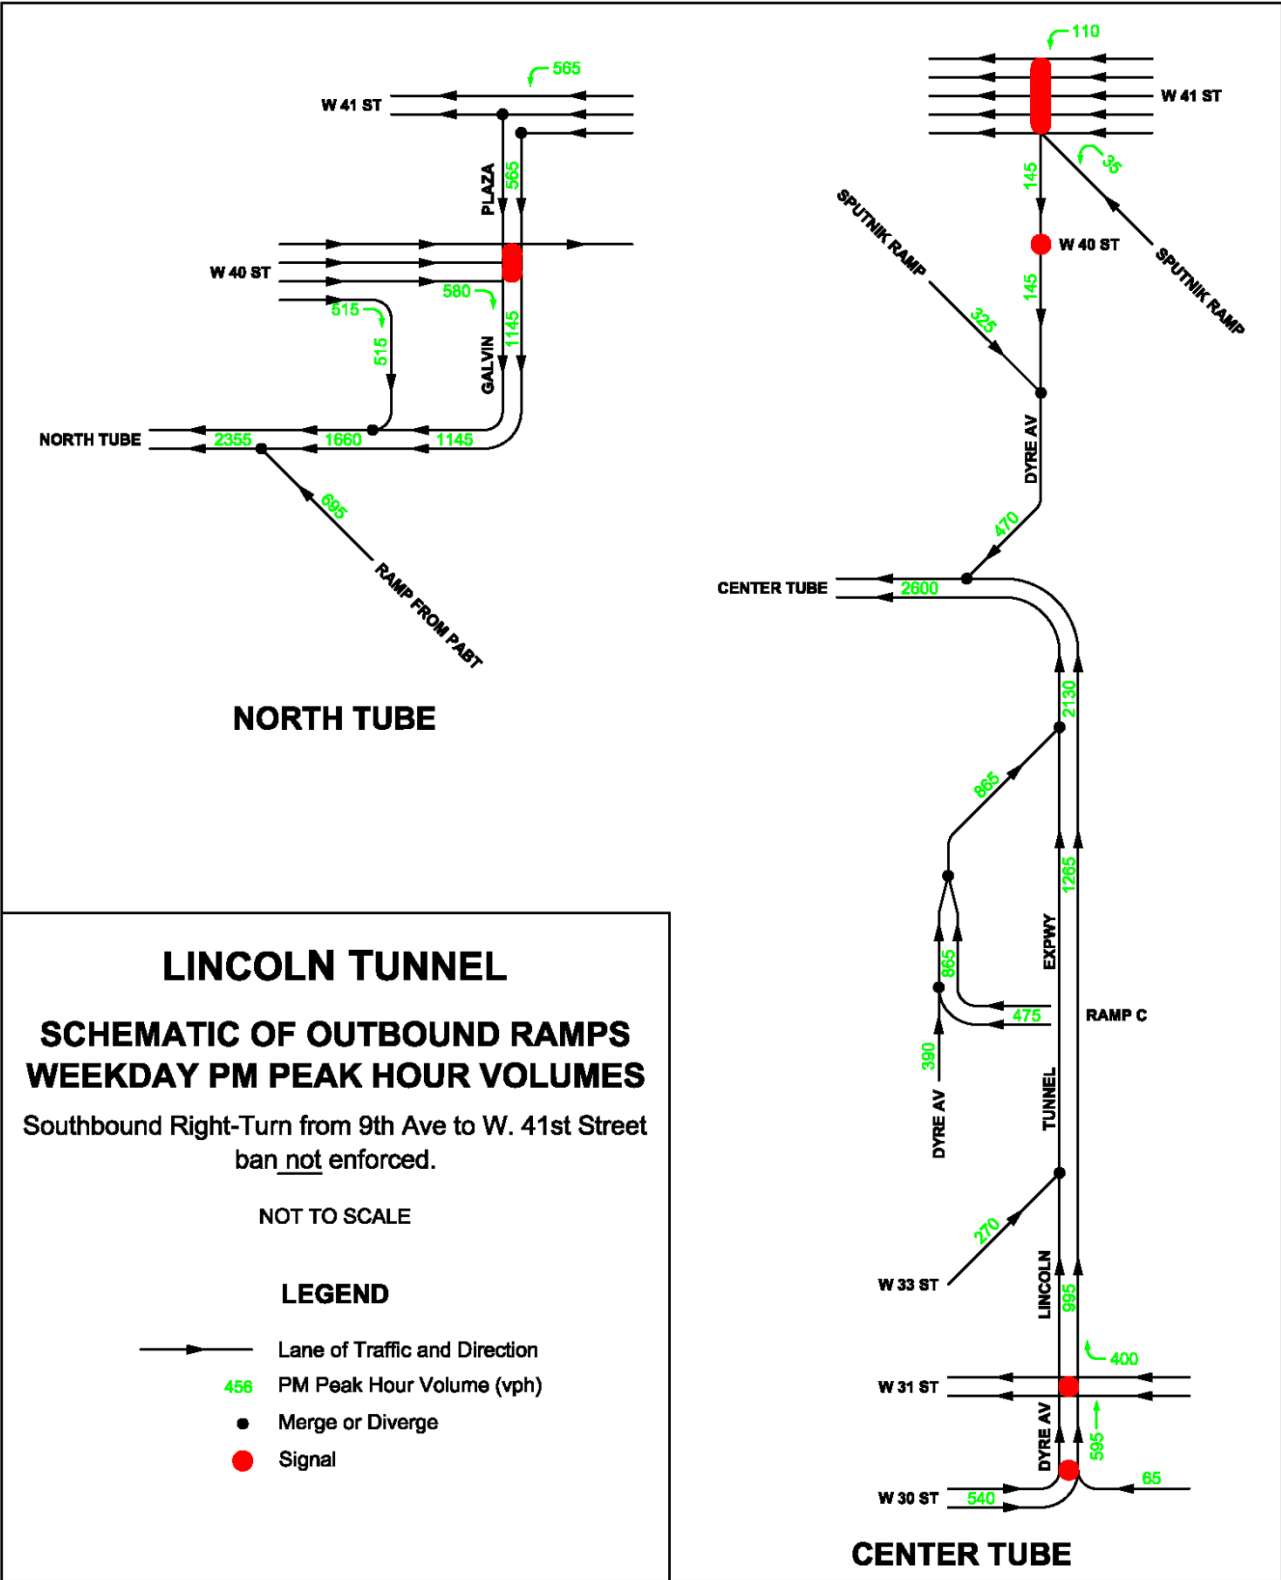 565
W 41 ST
PLAZA
565
W 40 ST
580
515
515
1145
GALVIN
NORTH TUBE
2355
1660
1145
695
RAMP FROM PABT
NORTH TUBE
110
W 41 ST
35
145
SPUTNIK RAMP
W 40 ST
SPUTNIK RAMP
145
325
DYRE AV
470
CENTER TUBE
2600
2130
865
1265
EXPWY
865
475
RAMP C
390
DYRE AV
TUNNEL
270
W 33 ST
LINCOLN
995
400
W 31 ST
DYRE AV
595
65
W 30 ST
540
CENTER TUBE
LINCOLN TUNNEL
SCHEMATIC OF OUTBOUND RAMPS
WEEKDAY PM PEAK HOUR VOLUMES
Southbound Right-Turn from 9th Ave to W. 41st Street
ban not enforced.
NOT TO SCALE
LEGEND
Lane of Traffic and Direction
456 PM Peak Hour Volume (vph)
Merge or Diverge
Signal